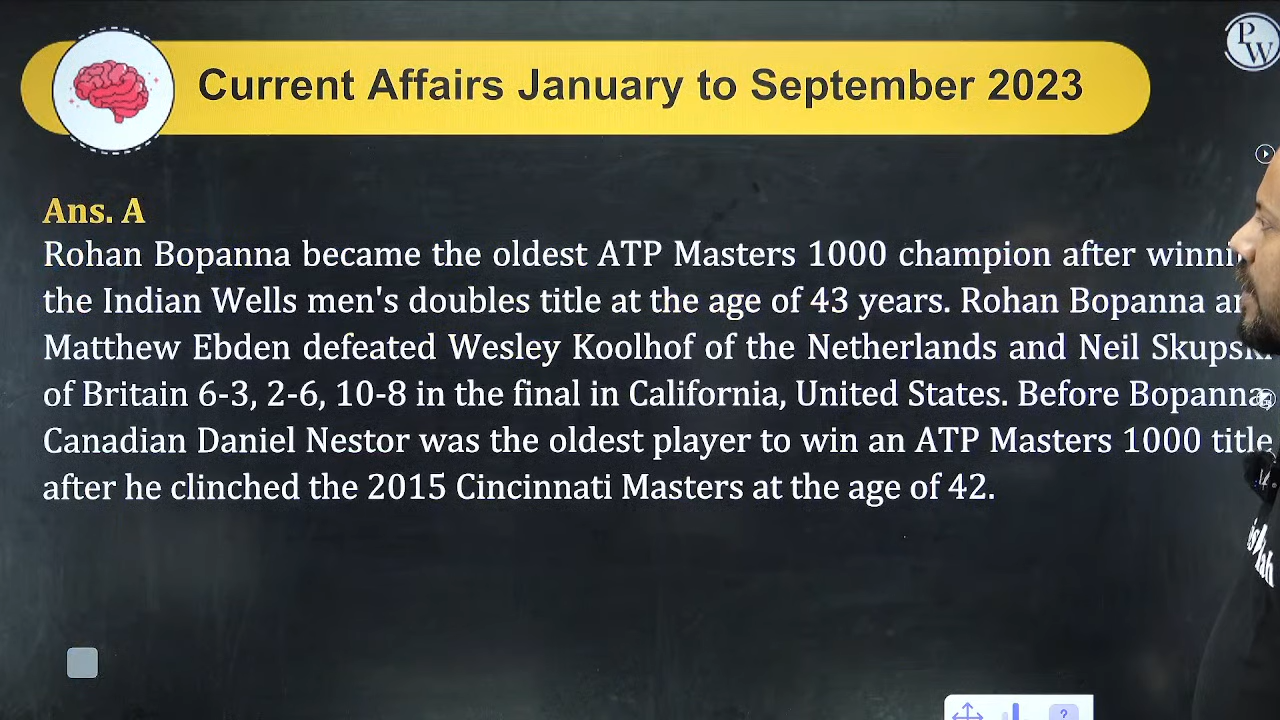 Current Affairs January to September 2023
PW
Ans. A
Rohan Bopanna became the oldest ATP Masters 1000 champion after
the Indian Wells men's doubles title at the age of 43 years. Rohan Bopanna
Matthew Ebden defeated Wesley Koolhof of the Netherlands and Neil Skupski
of Britain 6-3, 2-6, 10-8 in the final in California, United States. Before Bopanna,
Canadian Daniel Nestor was the oldest player to win an ATP Masters 1000 title
after he clinched the 2015 Cincinnati Masters at the age of 42.
?